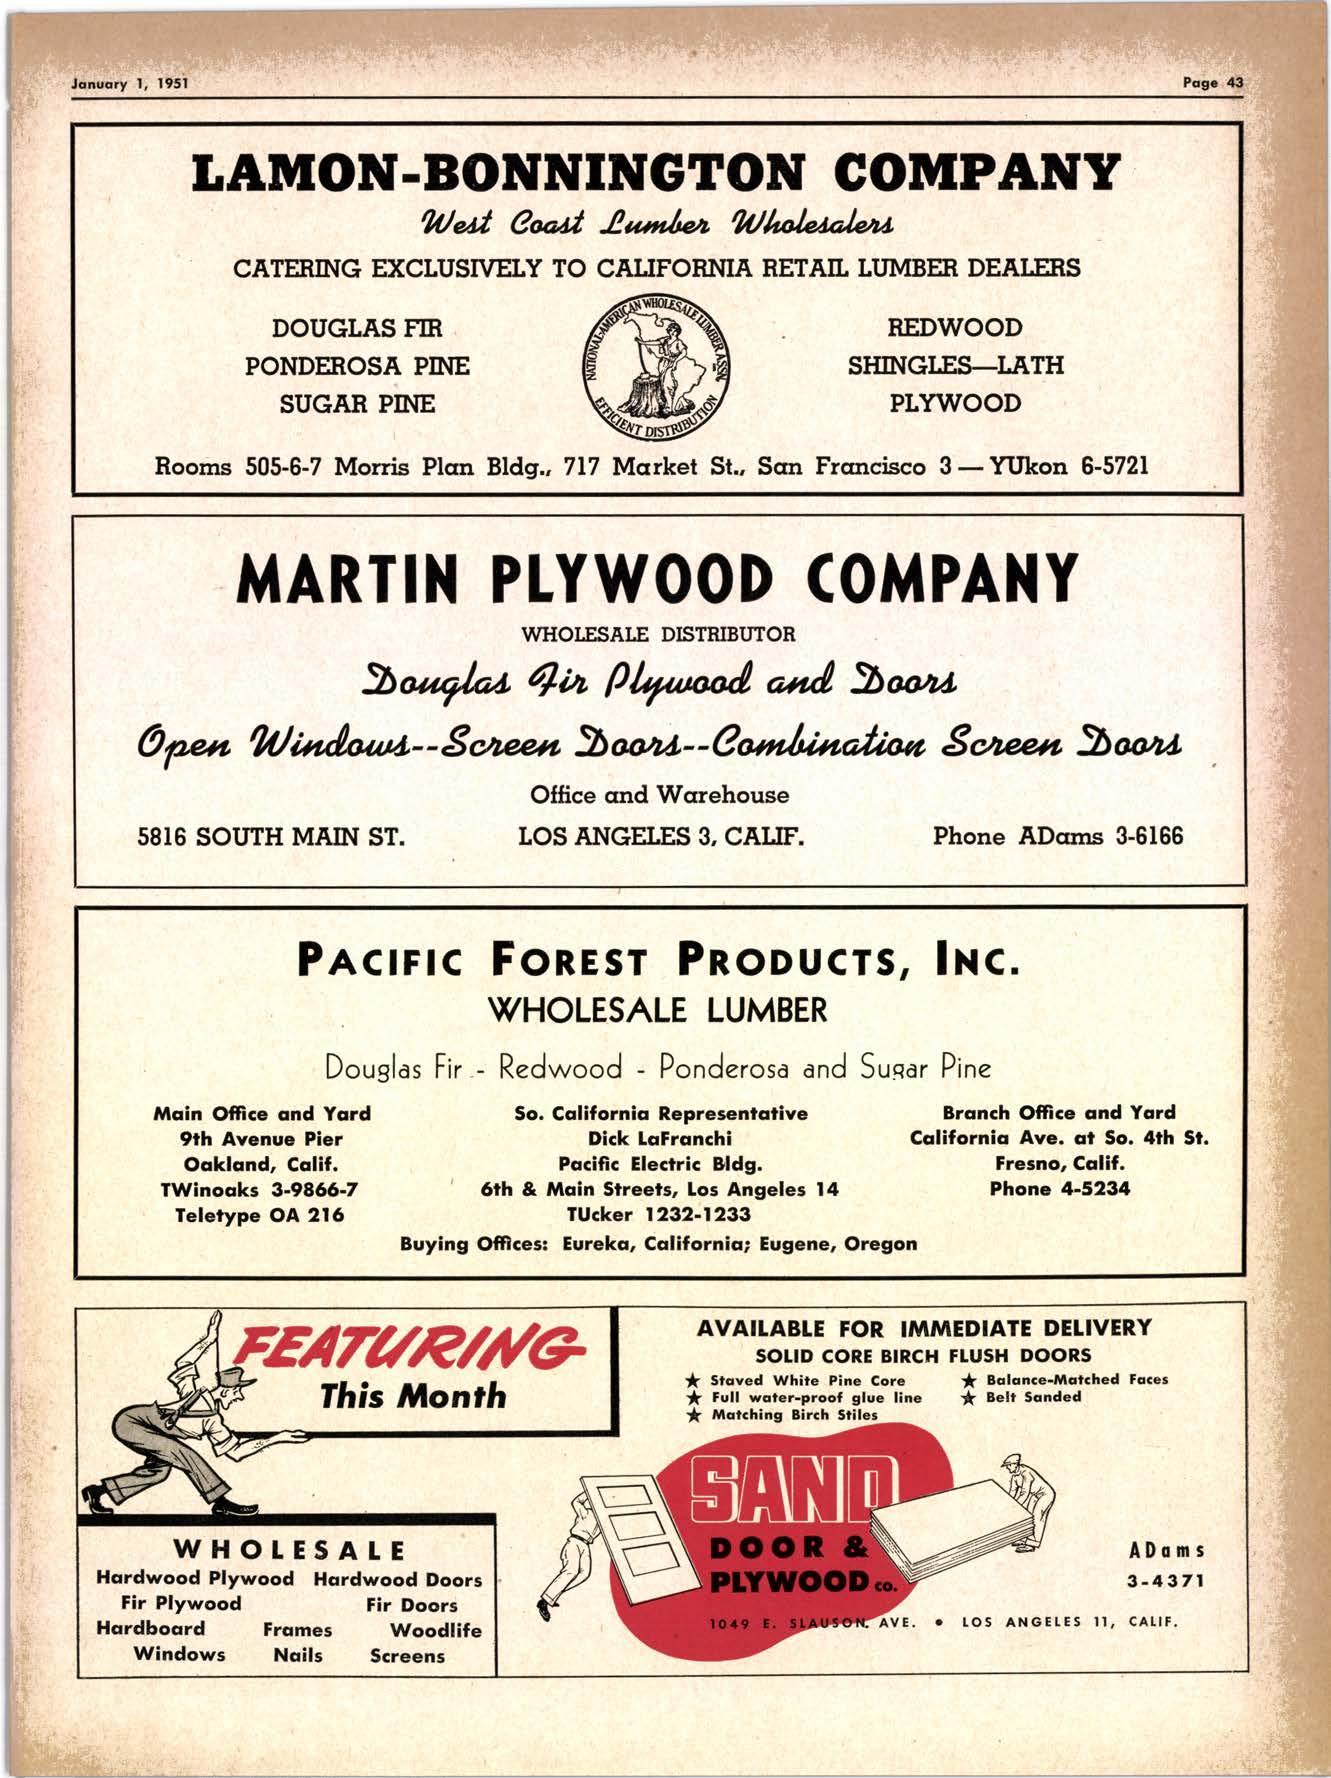 January 1, 1951 Page 43
LAMON-BONNINGTON COMPANY
West Coast Lumber Wholesalers
CATERING EXCLUSIVELY TO CALIFORNIA RETAIL LUMBER DEALERS
DOUGLAS FIR
PONDEROSA PINE
SUGAR PINE
NATIONAL-AMERICAN WHOLESALE LUMBER ASSN.
EFFICIENT DISTRIBUTION
REDWOOD
SHINGLES—LATH
PLYWOOD
Rooms 505-6-7 Morris Plan Bldg., 717 Market St., San Francisco 3 — YUkon 6-5721
MARTIN PLYWOOD COMPANY
WHOLESALE DISTRIBUTOR
Douglas Fir Plywood and Doors
Open Windows--Screen Doors--Combination Screen Doors
Office and Warehouse
5816 SOUTH MAIN ST. LOS ANGELES 3, CALIF. Phone ADams 3-6166
PACIFIC FOREST PRODUCTS, INC.
WHOLESALE LUMBER
Douglas Fir - Redwood - Ponderosa and Sugar Pine
Main Office and Yard
9th Avenue Pier
Oakland, Calif.
TWinoaks 3-9866-7
Teletype OA 216
So. California Representative
Dick LaFranchi
Pacific Electric Bldg.
6th & Main Streets, Los Angeles 14
TUcker 1232-1233
Branch Office and Yard
California Ave. at So. 4th St.
Fresno, Calif.
Phone 4-5234
Buying Offices: Eureka, California; Eugene, Oregon
FEATURING
This Month
WHOLESALE
Hardwood Plywood Hardwood Doors
Fir Plywood Fir Doors
Hardboard Frames Woodlife
Windows Nails Screens
AVAILABLE FOR IMMEDIATE DELIVERY
SOLID CORE BIRCH FLUSH DOORS
★ Staved White Pine Core ★ Balance-Matched Faces
★ Full water-proof glue line ★ Belt Sanded
★ Matching Birch Stiles
SAND
DOOR &
PLYWOOD CO.
ADams
3-4371
1049 E. SLAUSON AVE. • LOS ANGELES 11, CALIF.